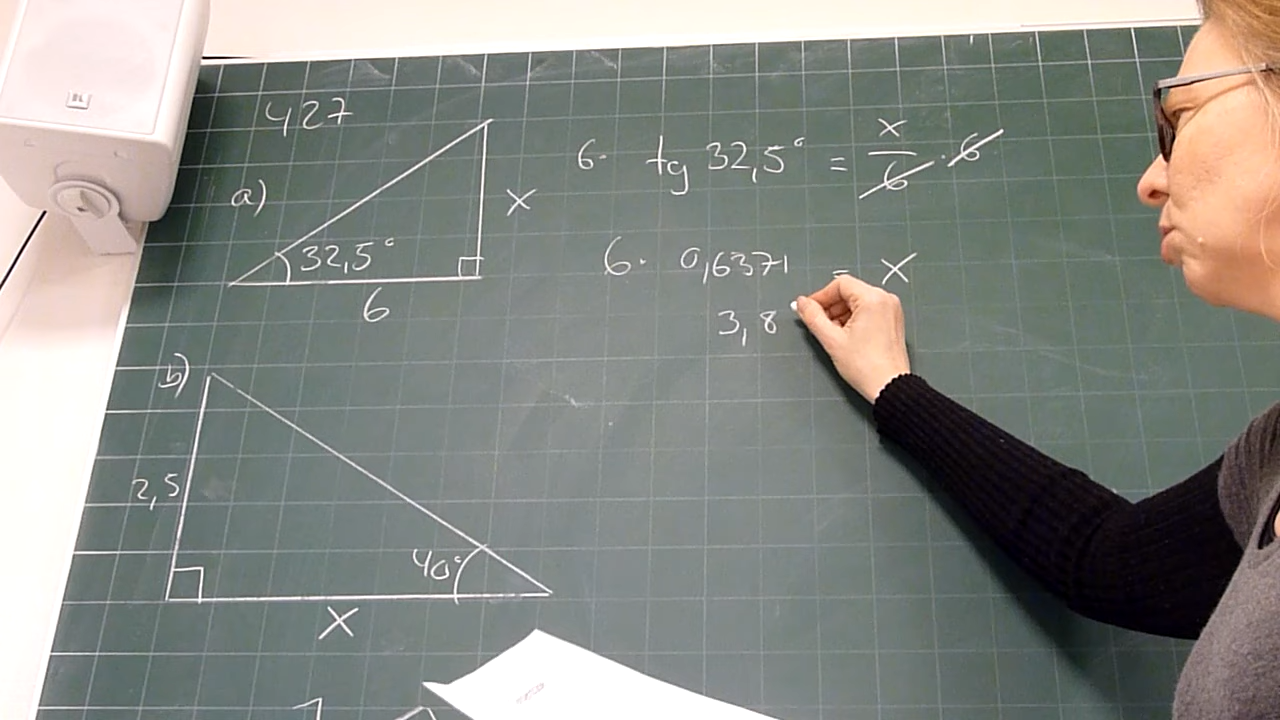 427
a)
6 · tg 32,5° = x/6 · 6
x
32,5°
6 · 0,6371 = x
6
3,8
b)
2,5
40°
x